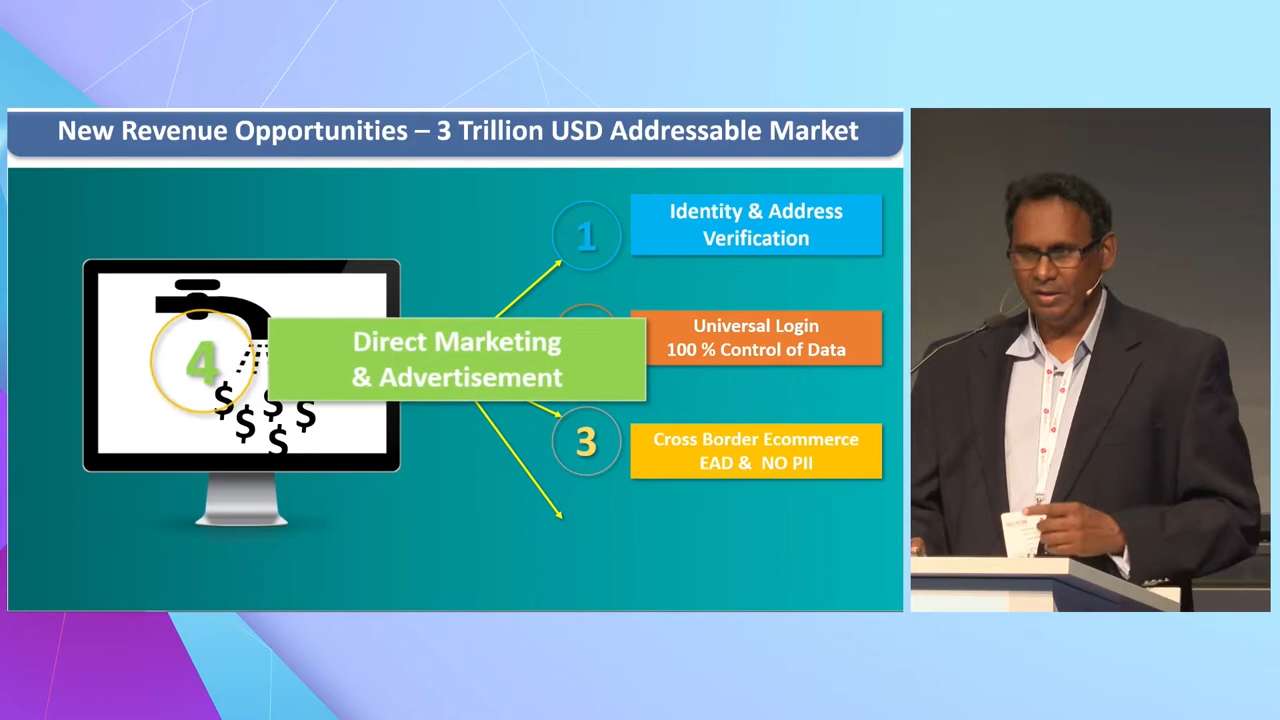 New Revenue Opportunities – 3 Trillion USD Addressable Market
1
Identity & Address
Verification
Universal Login
100 % Control of Data
4
Direct Marketing
& Advertisement
$ $ $
$ $
3
Cross Border Ecommerce
EAD & NO PII